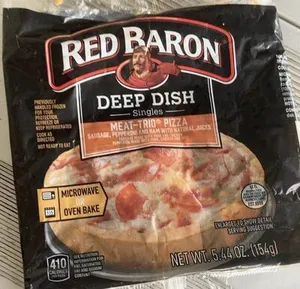 RED BARON
DEEP DISH
Singles
MEAT-TRIO® PIZZA
SAUSAGE, PEPPERONI AND HAM WITH NATURAL JUICES
PREVIOUSLY
HANDLED FROZEN
FOR YOUR
PROTECTION.
REFREEZE OR
KEEP REFRIGERATED
COOK AS
DIRECTED
NOT READY TO EAT
MICROWAVE
OVEN BAKE
ENLARGED TO SHOW DETAIL
SERVING SUGGESTION
410
CALORIES
NET WT. 5.44 OZ. (154g)